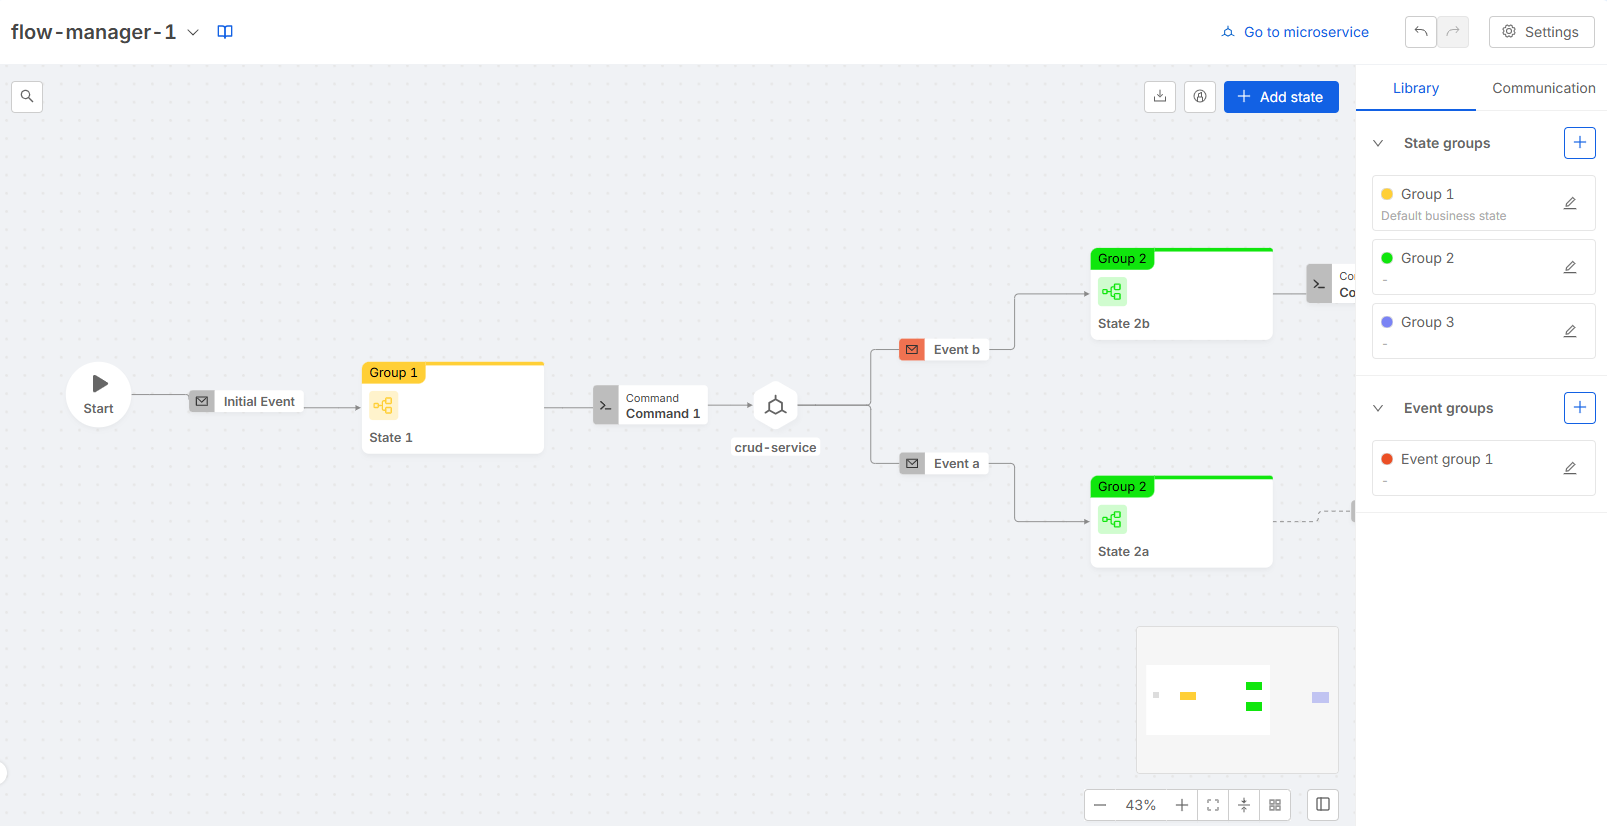 flow-manager-1
Go to microservice
Settings
Add state
Library
Communication
State groups
Group 1
Default business state
Group 2
-
Group 3
-
Event groups
Event group 1
-
Start
Initial Event
Group 1
State 1
Command
Command 1
crud-service
Event b
Event a
Group 2
State 2b
Group 2
State 2a
43%